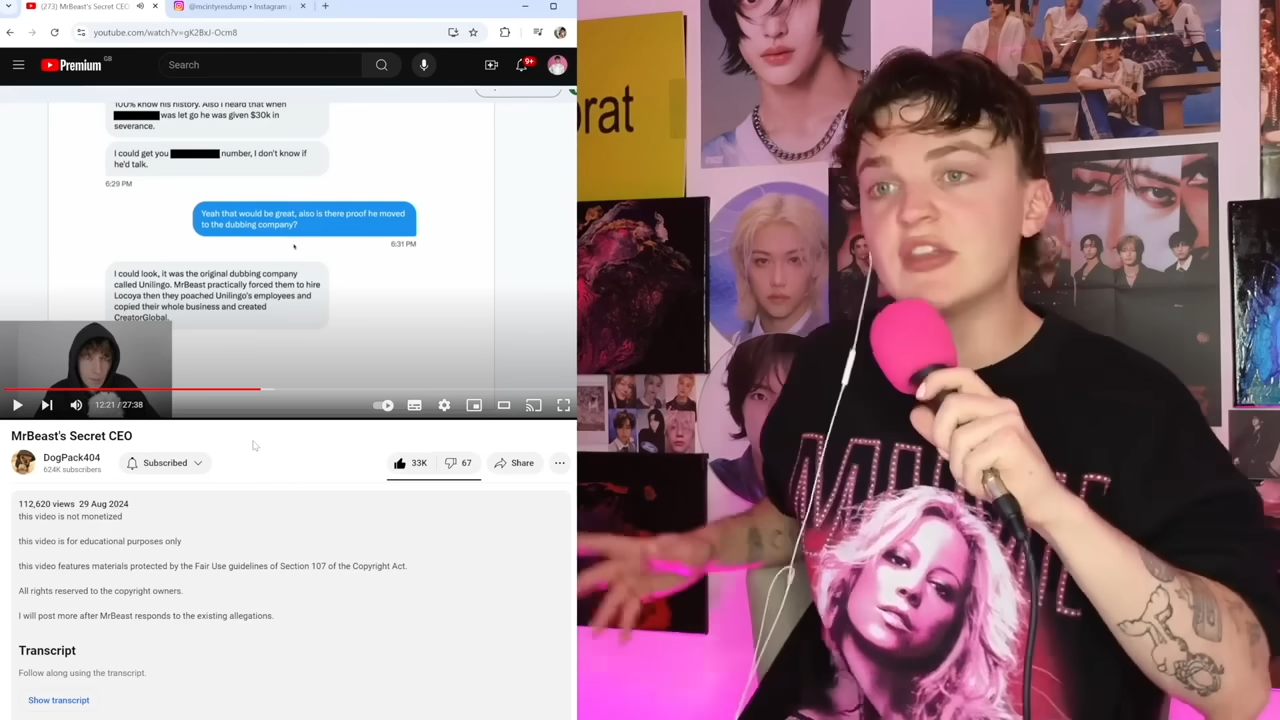 (273) MrBeast's Secret CEO
@mcintyresdump • Instagram
youtube.com/watch?v=gK2BxJ-Ocm8
Premium GB
Search
9+
100% know his history. Also I heard that when
was let go he was given $30k in
severance.
I could get you number, I don't know if
he'd talk.
6:29 PM
Yeah that would be great, also is there proof he moved
to the dubbing company?
6:31 PM
I could look, it was the original dubbing company
called Unilingo. MrBeast practically forced them to hire
Locoya then they poached Unilingo's employees and
copied their whole business and created
CreatorGlobal.
12:21 / 27:38
MrBeast's Secret CEO
DogPack404
624K subscribers
Subscribed
33K
67
Share
112,620 views 29 Aug 2024
this video is not monetized
this video is for educational purposes only
this video features materials protected by the Fair Use guidelines of Section 107 of the Copyright Act.
All rights reserved to the copyright owners.
I will post more after MrBeast responds to the existing allegations.
Transcript
Follow along using the transcript.
Show transcript
rat